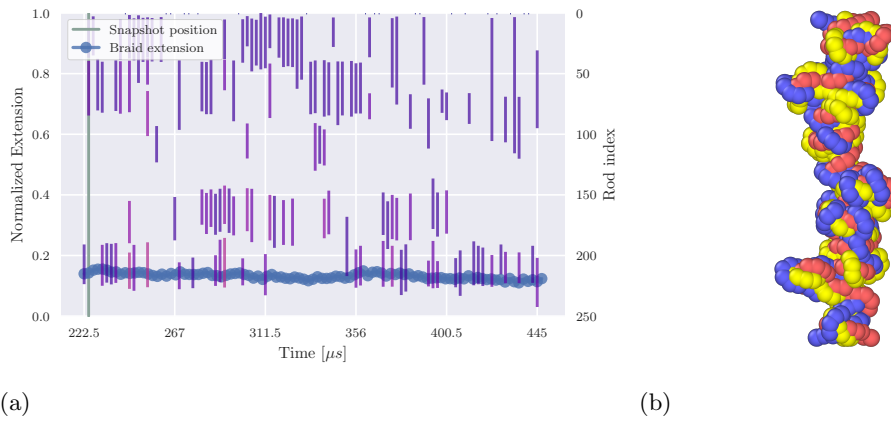 1.0
0.8
0.6
0.4
0.2
0.0
Normalized Extension
Snapshot position
Braid extension
0
50
100
150
200
250
Rod index
222.5 267 311.5 356 400.5 445
Time [μs]
(a) (b)